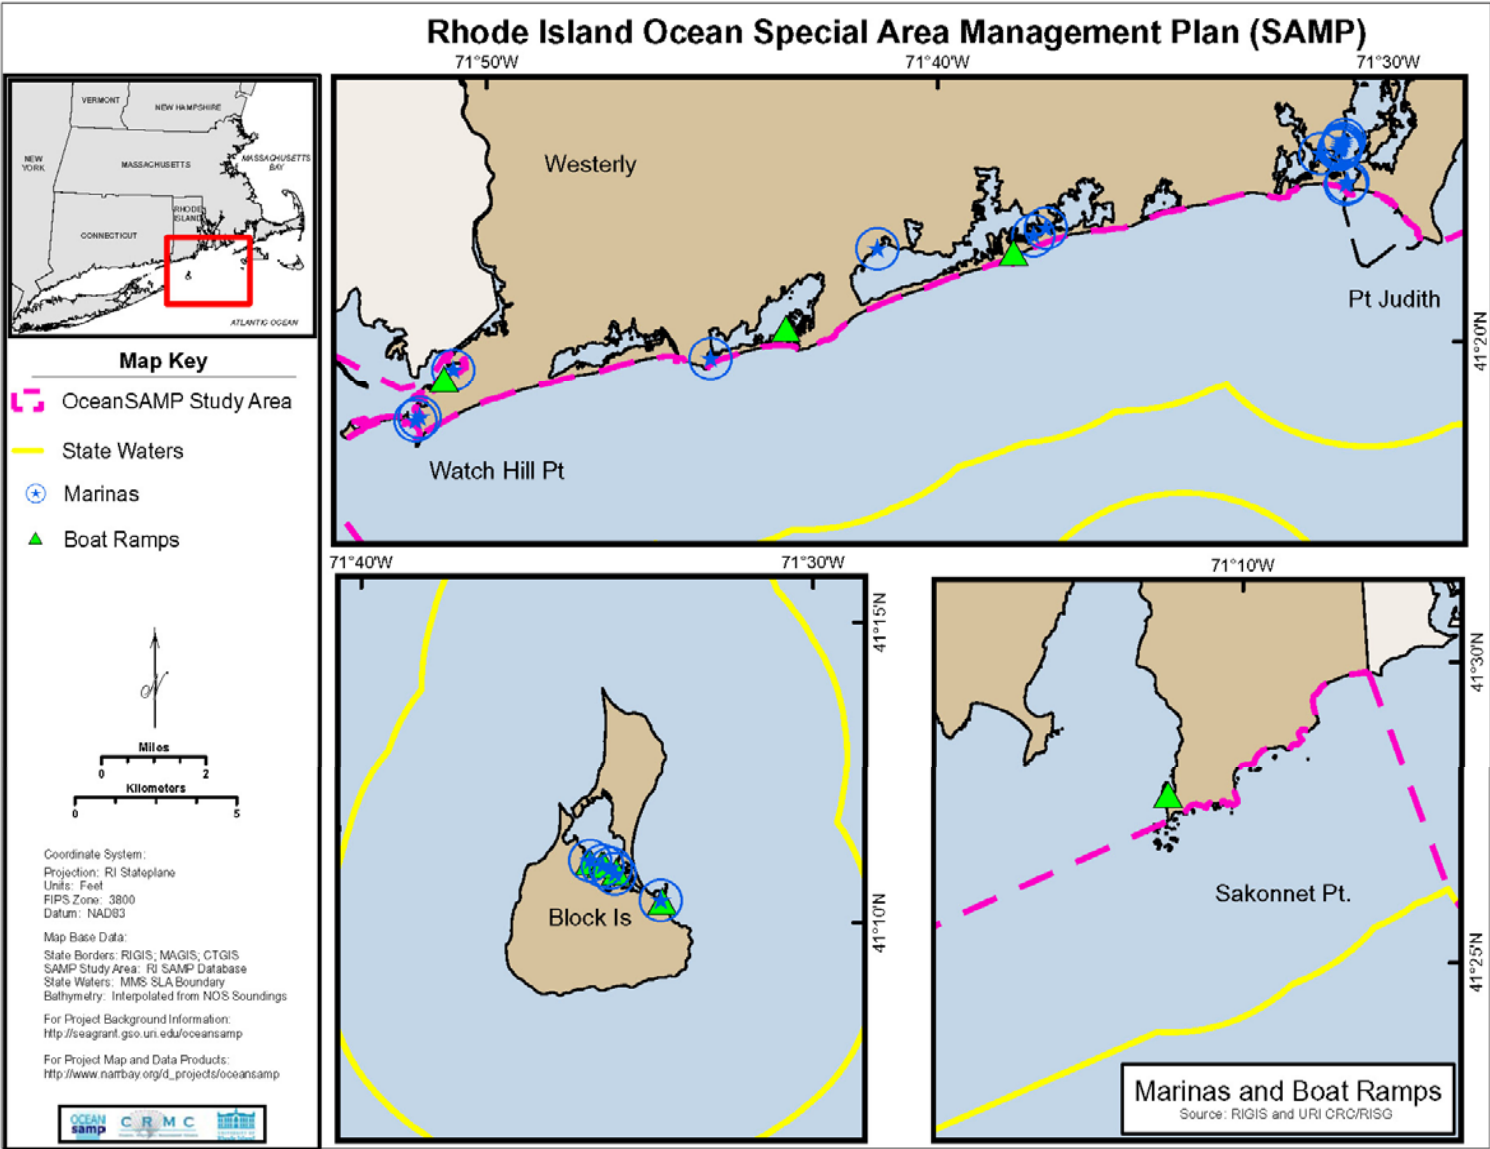 Rhode Island Ocean Special Area Management Plan (SAMP)
71°50'W
71°40'W
71°30'W
VERMONT
NEW HAMPSHIRE
NEW
YORK
MASSACHUSETTS
MASSACHUSETTS
BAY
RHODE
ISLAND
CONNECTICUT
ATLANTIC OCEAN
Westerly
Pt Judith
Watch Hill Pt
41°20'N
Map Key
OceanSAMP Study Area
State Waters
Marinas
Boat Ramps
N
Miles
0 2
Kilometers
0 5
Coordinate System:
Projection: RI Stateplane
Units: Feet
FIPS Zone: 3800
Datum: NAD83
Map Base Data:
State Borders: RIGIS; MAGIS; CTGIS
SAMP Study Area: RI SAMP Database
State Waters: MMS SLA Boundary
Bathymetry: Interpolated from NOS Soundings
For Project Background Information:
http://seagrant.gso.uri.edu/oceansamp
For Project Map and Data Products:
http://www.narrbay.org/d_projects/oceansamp
OCEAN
samp
CRMC
71°40'W
71°30'W
41°15'N
41°10'N
Block Is
71°10'W
41°30'N
41°25'N
Sakonnet Pt.
Marinas and Boat Ramps
Source: RIGIS and URI CRC/RISG